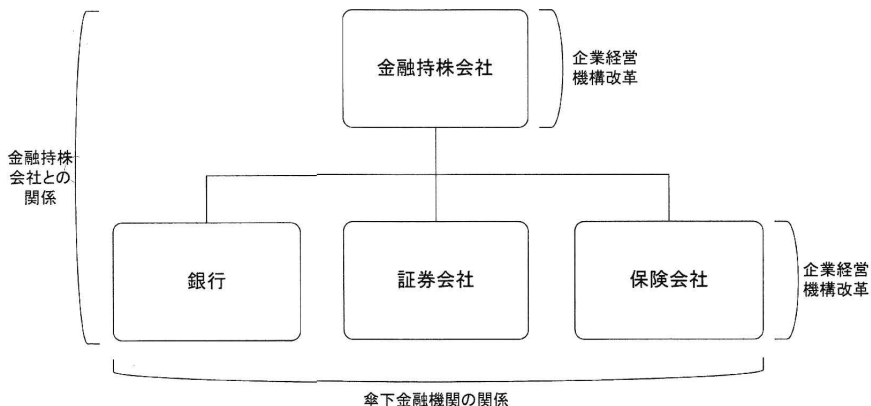 金融持株会社
企業経営
機構改革
金融持株
会社との
関係
銀行
証券会社
保険会社
企業経営
機構改革
傘下金融機関の関係